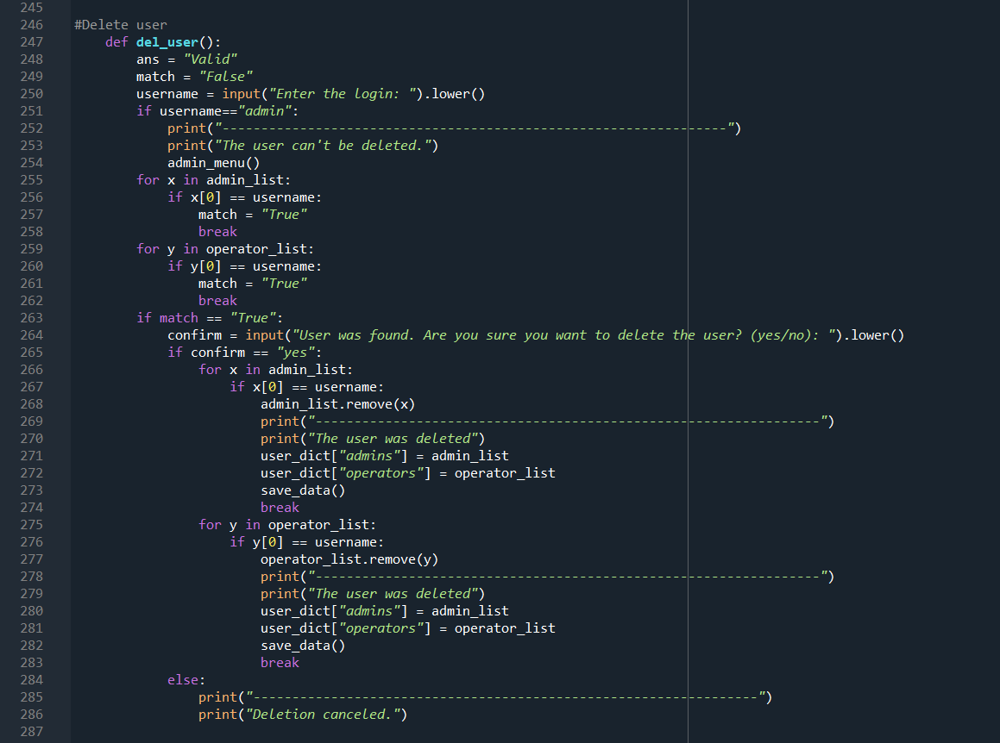 245
246 #Delete user
247     def del_user():
248         ans = "Valid"
249         match = "False"
250         username = input("Enter the login: ").lower()
251         if username=="admin":
252             print("-----------------------------------------------------------------")
253             print("The user can't be deleted.")
254             admin_menu()
255         for x in admin_list:
256             if x[0] == username:
257                 match = "True"
258                 break
259         for y in operator_list:
260             if y[0] == username:
261                 match = "True"
262                 break
263         if match == "True":
264             confirm = input("User was found. Are you sure you want to delete the user? (yes/no): ").lower()
265             if confirm == "yes":
266                 for x in admin_list:
267                     if x[0] == username:
268                         admin_list.remove(x)
269                         print("-----------------------------------------------------------------")
270                         print("The user was deleted")
271                         user_dict["admins"] = admin_list
272                         user_dict["operators"] = operator_list
273                         save_data()
274                         break
275                 for y in operator_list:
276                     if y[0] == username:
277                         operator_list.remove(y)
278                         print("-----------------------------------------------------------------")
279                         print("The user was deleted")
280                         user_dict["admins"] = admin_list
281                         user_dict["operators"] = operator_list
282                         save_data()
283                         break
284             else:
285                 print("-----------------------------------------------------------------")
286                 print("Deletion canceled.")
287